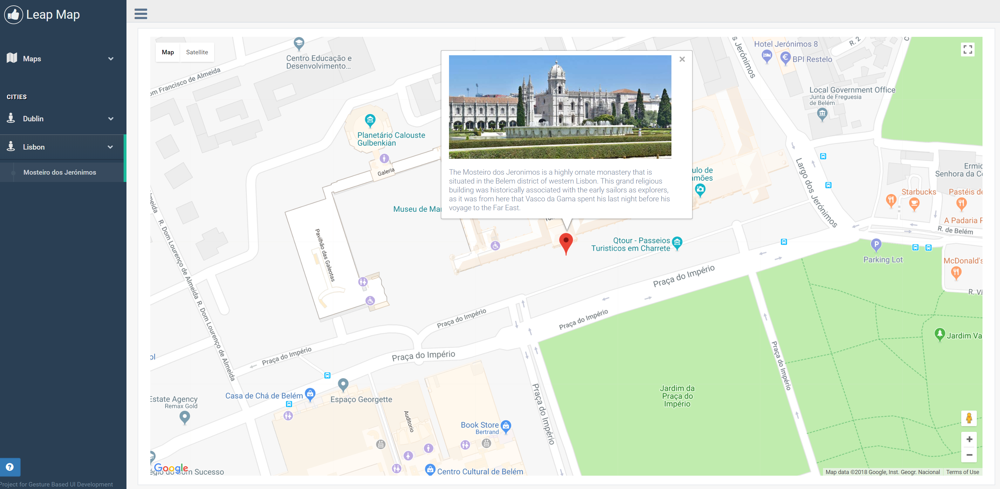 Leap Map
Maps
CITIES
Dublin
Lisbon
Mosteiro dos Jerónimos
?
Project for Gesture Based UI Development
Map
Satellite
Centro Educação e
Desenvolvimento...
om Francisco de Almeida
Planetário Calouste
Gulbenkian
Galeria
Museu de Mar
Pavilhão das Galeotas
Almeida
R. Dom Lourenço de Almeida
R. Dom Lourenço de Almeida
The Mosteiro dos Jeronimos is a highly ornate monastery that is
situated in the Belem district of western Lisbon. This grand religious
building was historically associated with the early sailors as explorers,
as it was from here that Vasco da Gama spent his last night before his
voyage to the Far East.
s Jerónimos
Hotel Jerónimos 8
BPI Restelo
R. 2
Local Government Office
Junta de Freguesia
de Belém
ulo de
amões
Largo dos Jerónimos
Ermid
Senhora da Co
Starbucks
Pastéis de
A Padaria P
R. de Belém
Qtour - Passeios
Turisticos em Charrete
P
Parking Lot
McDonald's
R. Vi
Praça do Império
Praça do Império
Praça do Império
Praça do Império
Praça do Império
Praça do Império
Praça do Império
Jardim Va
Jardim da
Praça do
Império
ol
Estate Agency
Remax Gold
Casa de Chá de Belém
Espaço Georgette
Auditorio
Book Store
Bertrand
Centro Cultural de Belém
Google
égio do Bom Sucesso
Map data ©2018 Google, Inst. Geogr. Nacional
Terms of Use